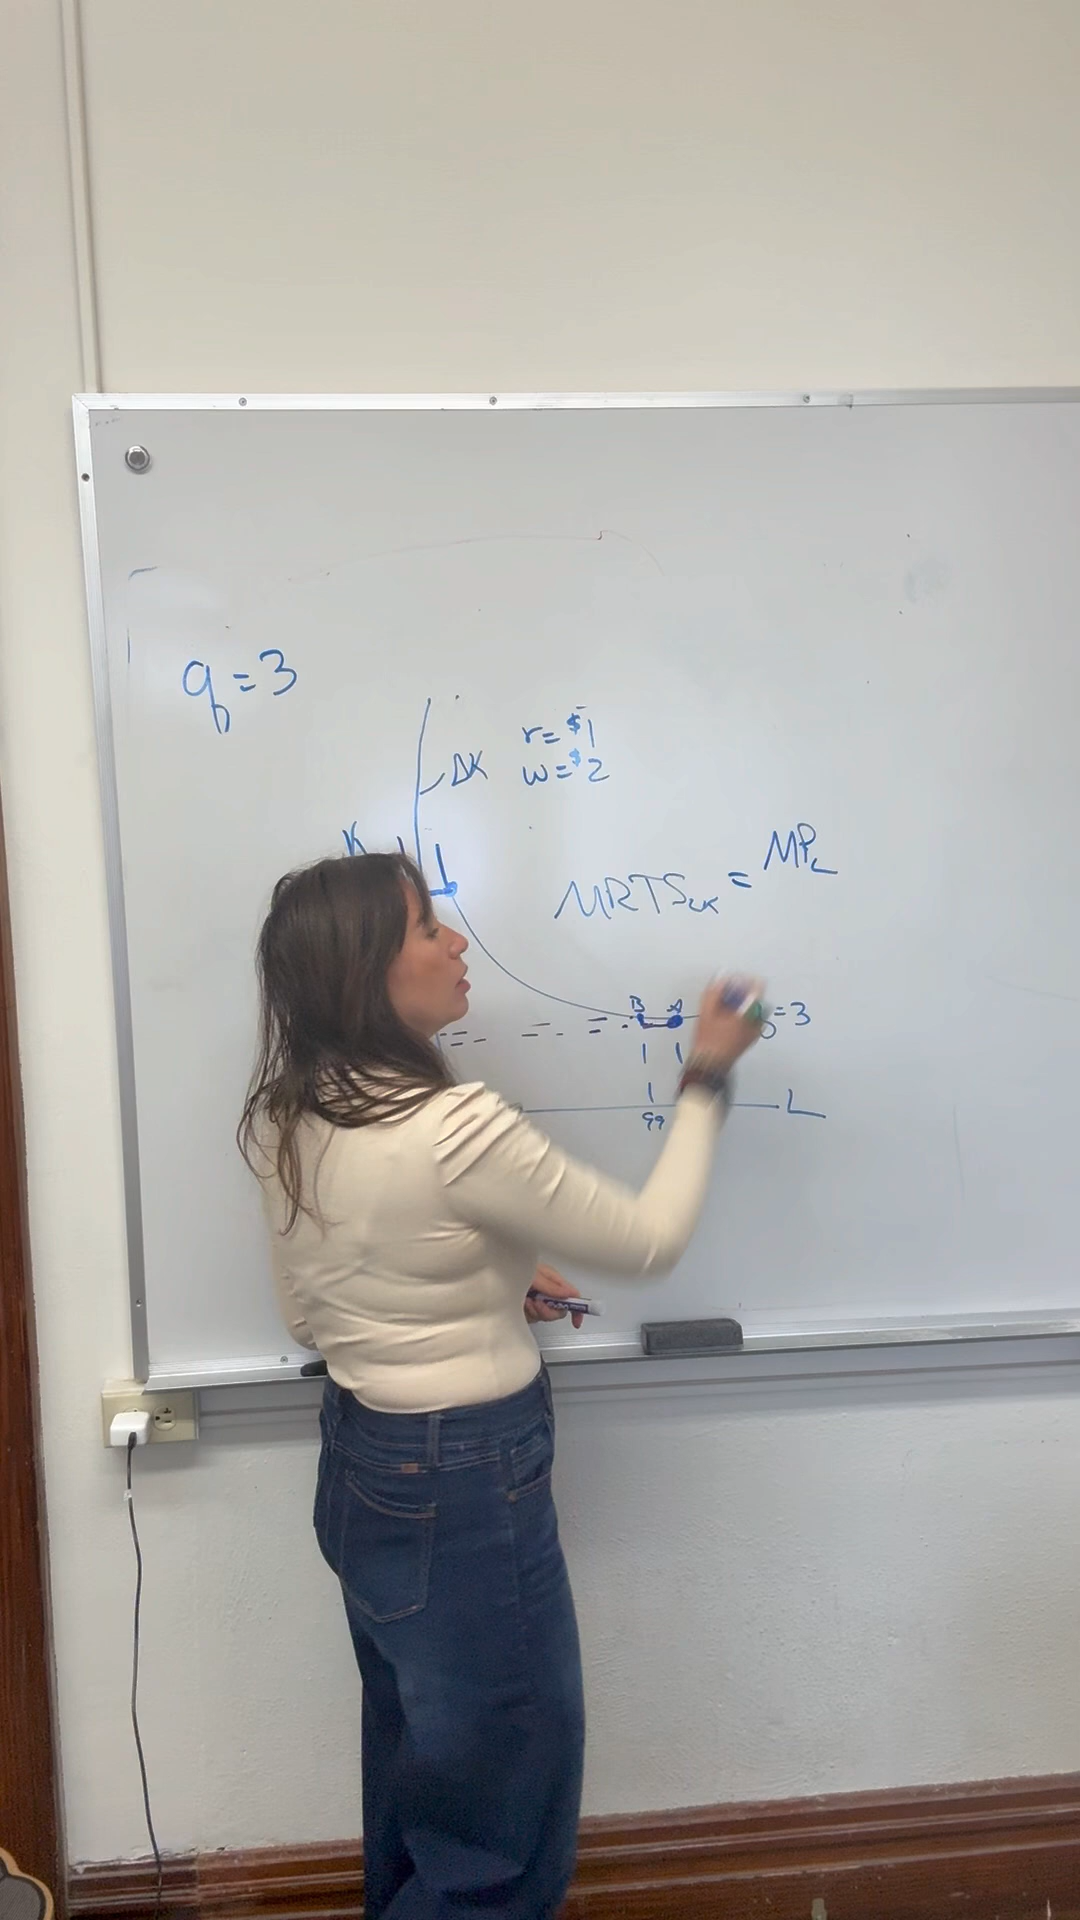 q=3
ΔK
r=$1
w=$2
K
MRTS_LK = MP_L
B A
q=3
L
99